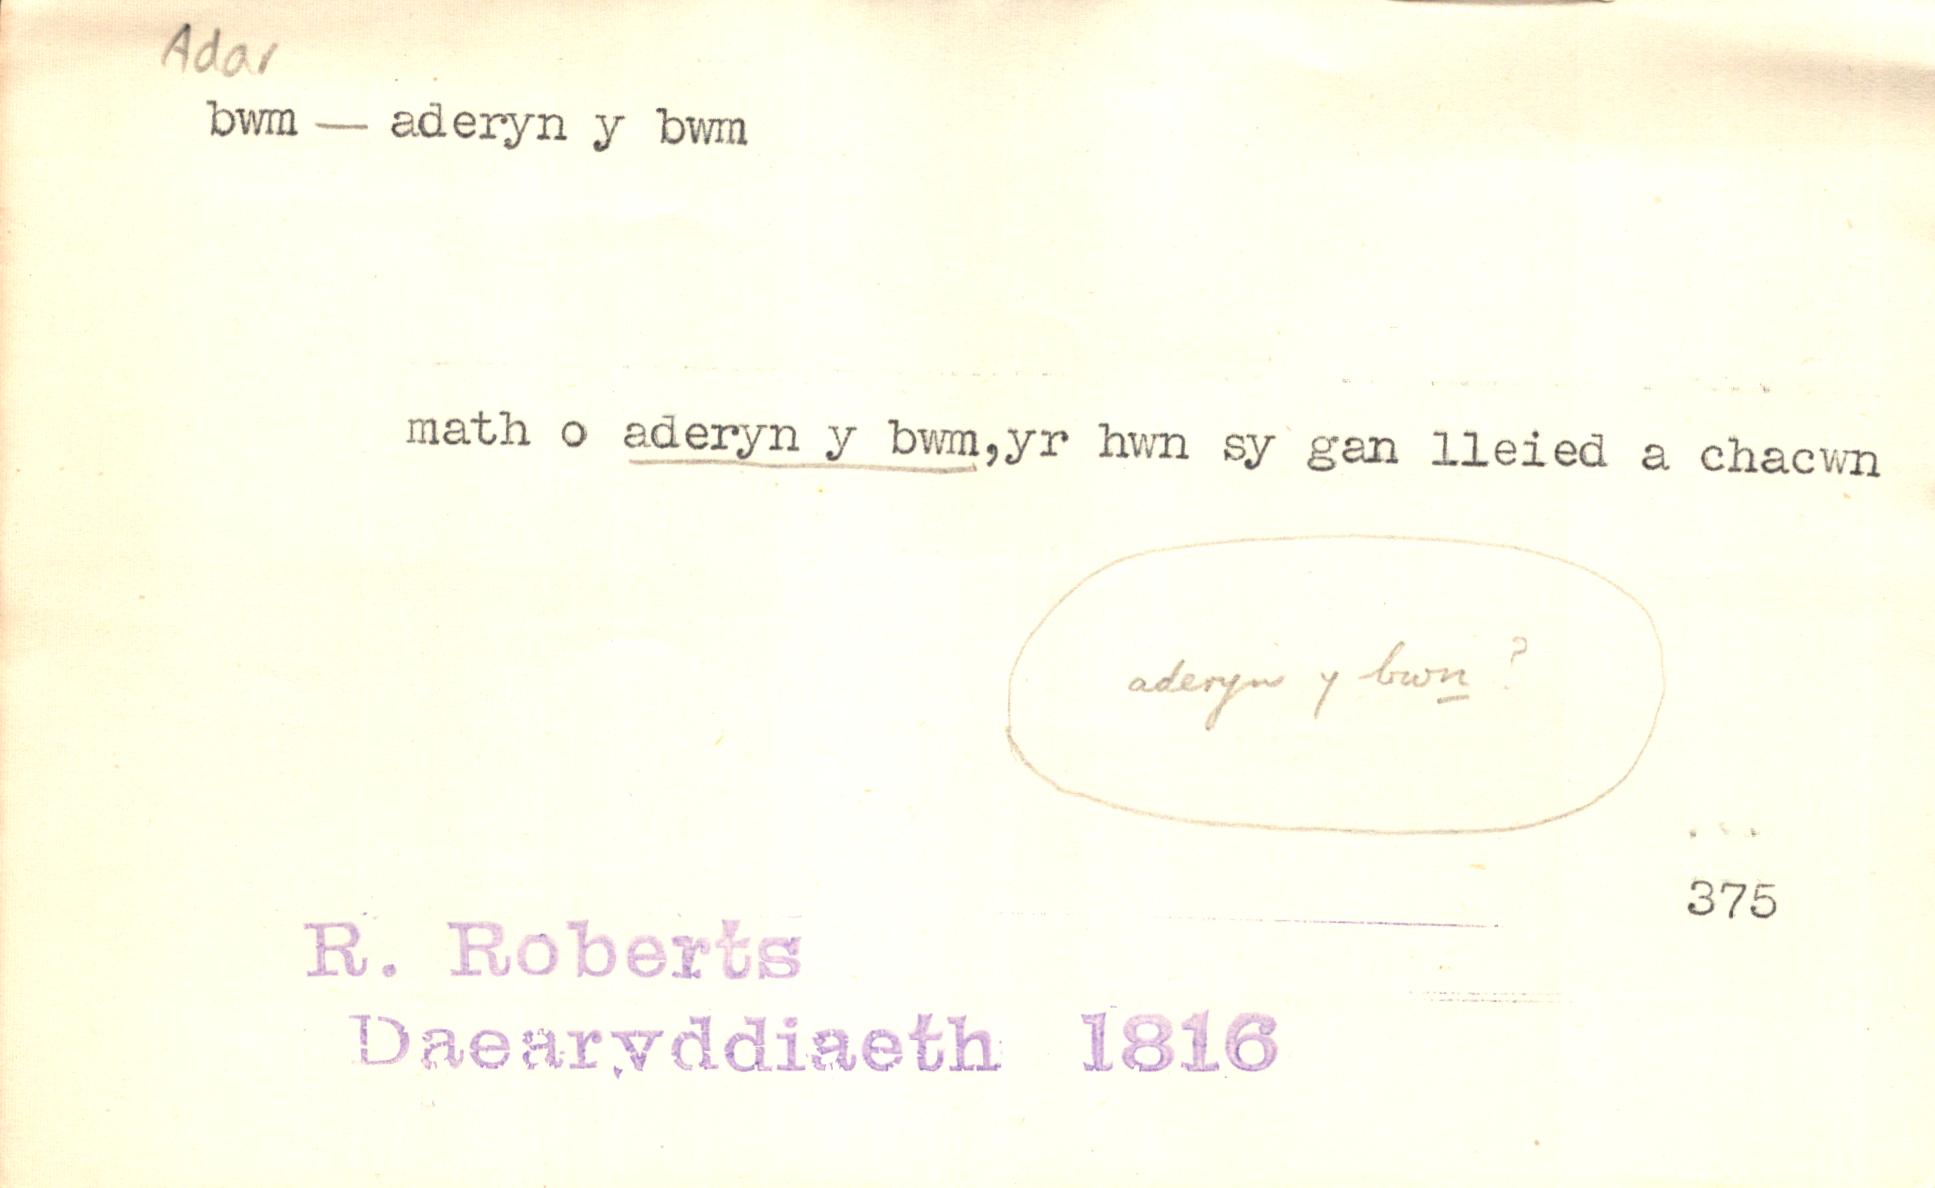 Adar
bwm — aderyn y bwm
math o aderyn y bwm,yr hwn sy gan lleied a chacwn
aderyn y bwn ?
375
R. Roberts
Daearyddiaeth 1816